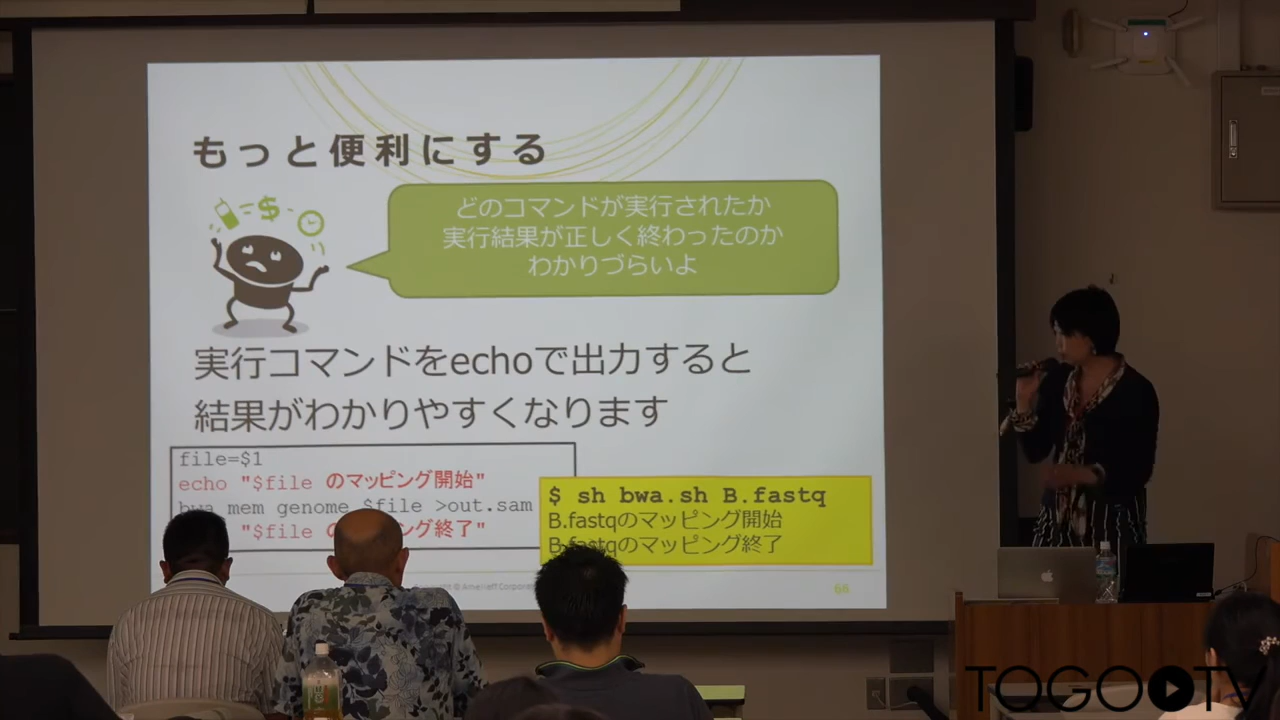 もっと便利にする
どのコマンドが実行されたか
実行結果が正しく終わったのか
わかりづらいよ
実行コマンドをechoで出力すると
結果がわかりやすくなります
file=$1
echo "$file のマッピング開始"
bwa mem genome $file >out.sam
"$file の ング終了"
$ sh bwa.sh B.fastq
B.fastqのマッピング開始
B.fastqのマッピング終了
66
TOGOTV